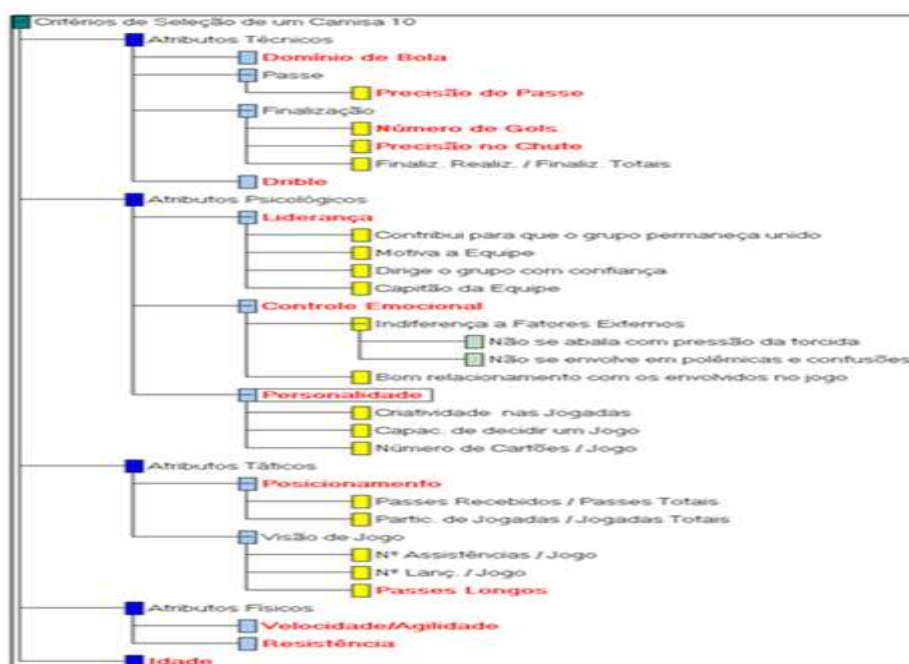 Critérios de Seleção de um Camisa 10
Atributos Técnicos
Domínio de Bola
Passe
Precisão do Passe
Finalização
Número de Gols
Precisão no Chute
Finaliz. Realiz. / Finaliz. Totais
Drible
Atributos Psicológicos
Liderança
Contribui para que o grupo permaneça unido
Motiva a Equipe
Dirige o grupo com confiança
Capitão da Equipe
Controle Emocional
Indiferença a Fatores Externos
Não se abala com pressão da torcida
Não se envolve em polêmicas e confusões
Bom relacionamento com os envolvidos no jogo
Personalidade
Criatividade nas Jogadas
Capac. de decidir um Jogo
Número de Cartões / Jogo
Atributos Táticos
Posicionamento
Passes Recebidos / Passes Totais
Partic. de Jogadas / Jogadas Totais
Visão de Jogo
Nº Assistências / Jogo
Nº Lanç. / Jogo
Passes Longos
Atributos Físicos
Velocidade/Agilidade
Resistência
Idade